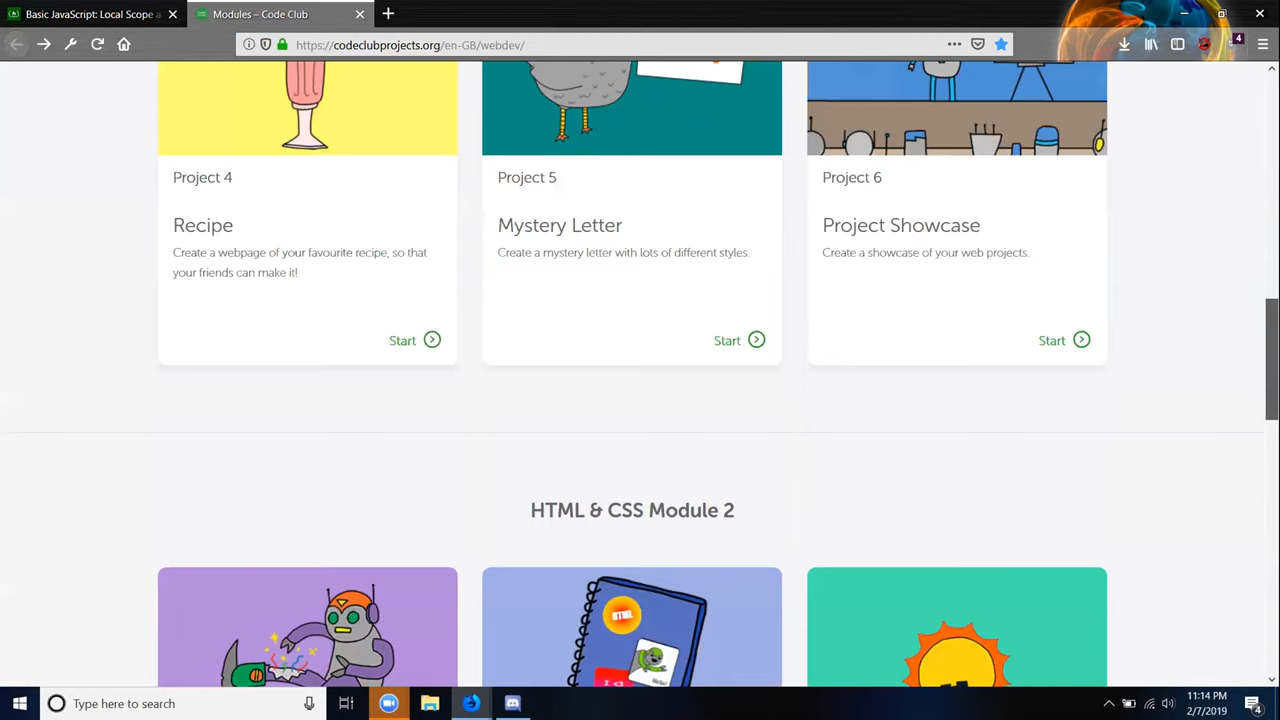 Basic JavaScript: Local Scope a
Modules – Code Club
https://codeclubprojects.org/en-GB/webdev/
4
Project 4
Recipe
Create a webpage of your favourite recipe, so that
your friends can make it!
Start
Project 5
Mystery Letter
Create a mystery letter with lots of different styles.
Start
Project 6
Project Showcase
Create a showcase of your web projects.
Start
HTML & CSS Module 2
HTML
Type here to search
11:14 PM
2/7/2019
4